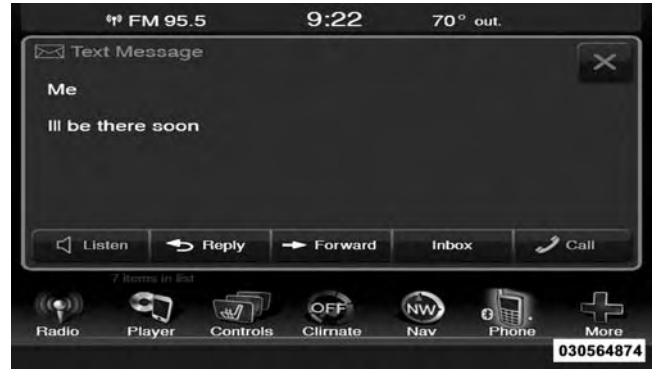 FM 95.5 9:22 70° out.
Text Message
Me
Ill be there soon
Listen Reply Forward Inbox Call
7 items in list
OFF NW
Radio Player Controls Climate Nav Phone More
030564874